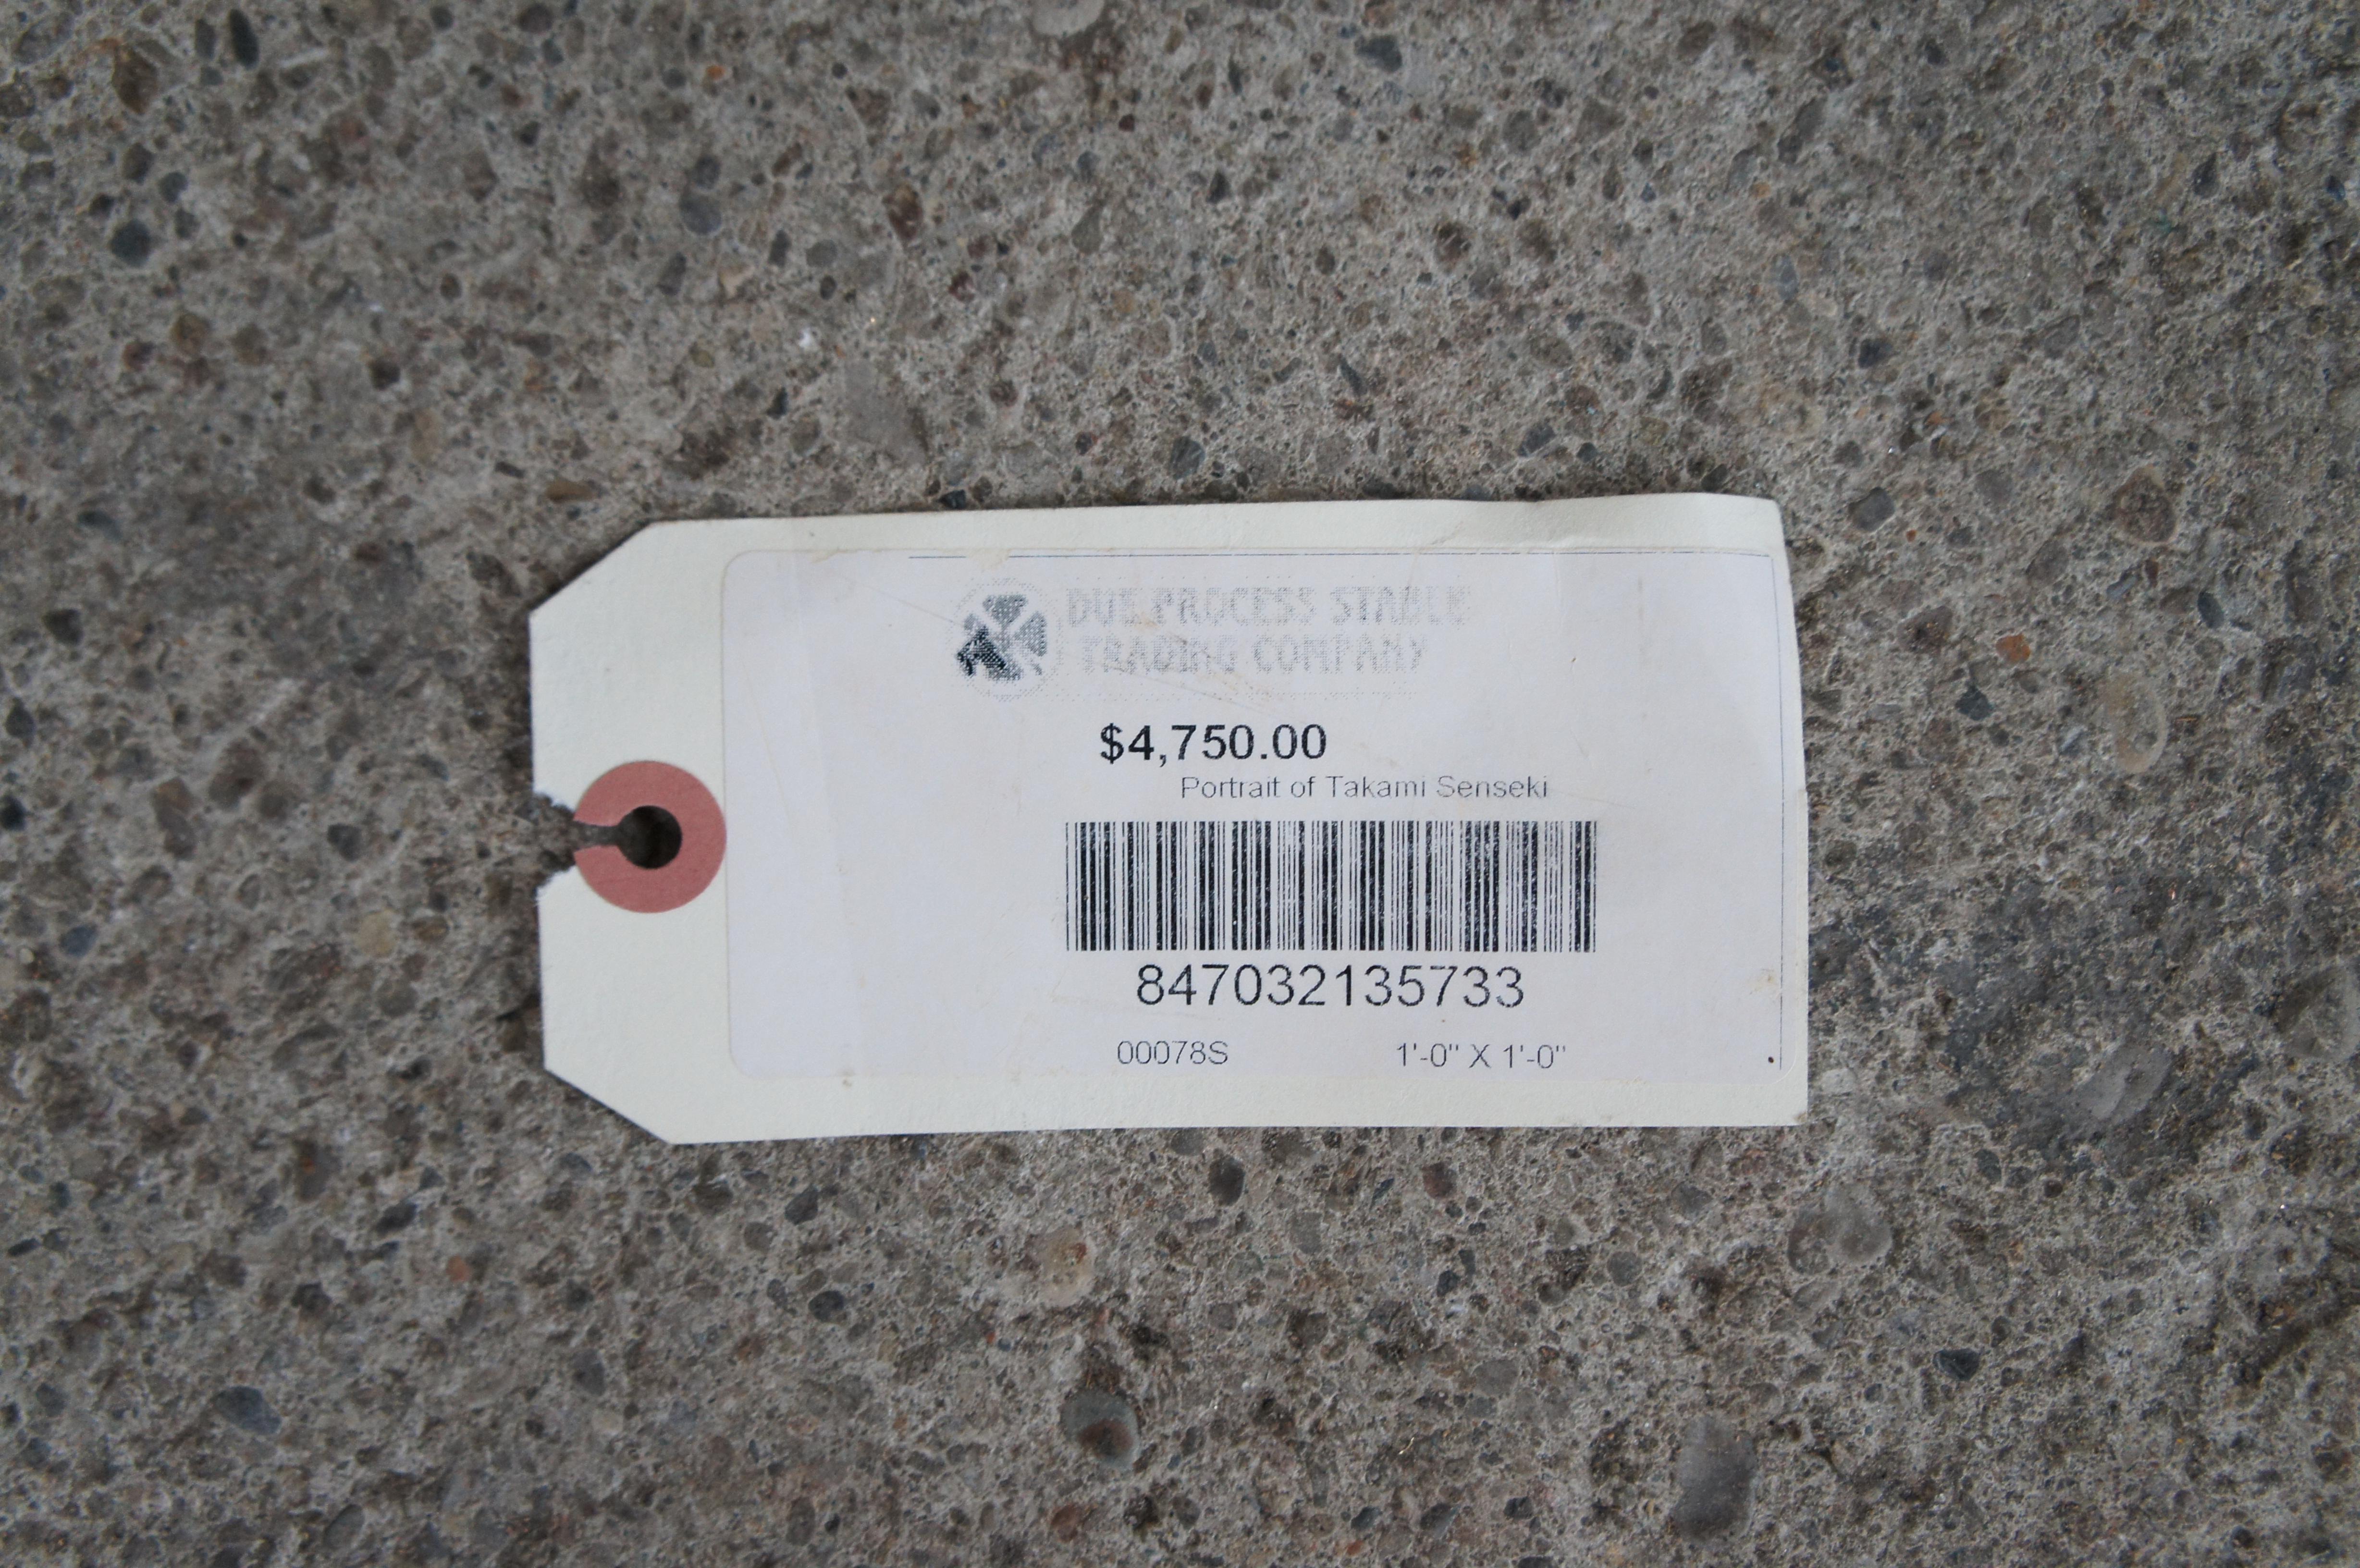 DUE PROCESS STABLE
TRADING COMPANY
$4,750.00
Portrait of Takami Senseki
847032135733
00078S 1'-0" X 1'-0"